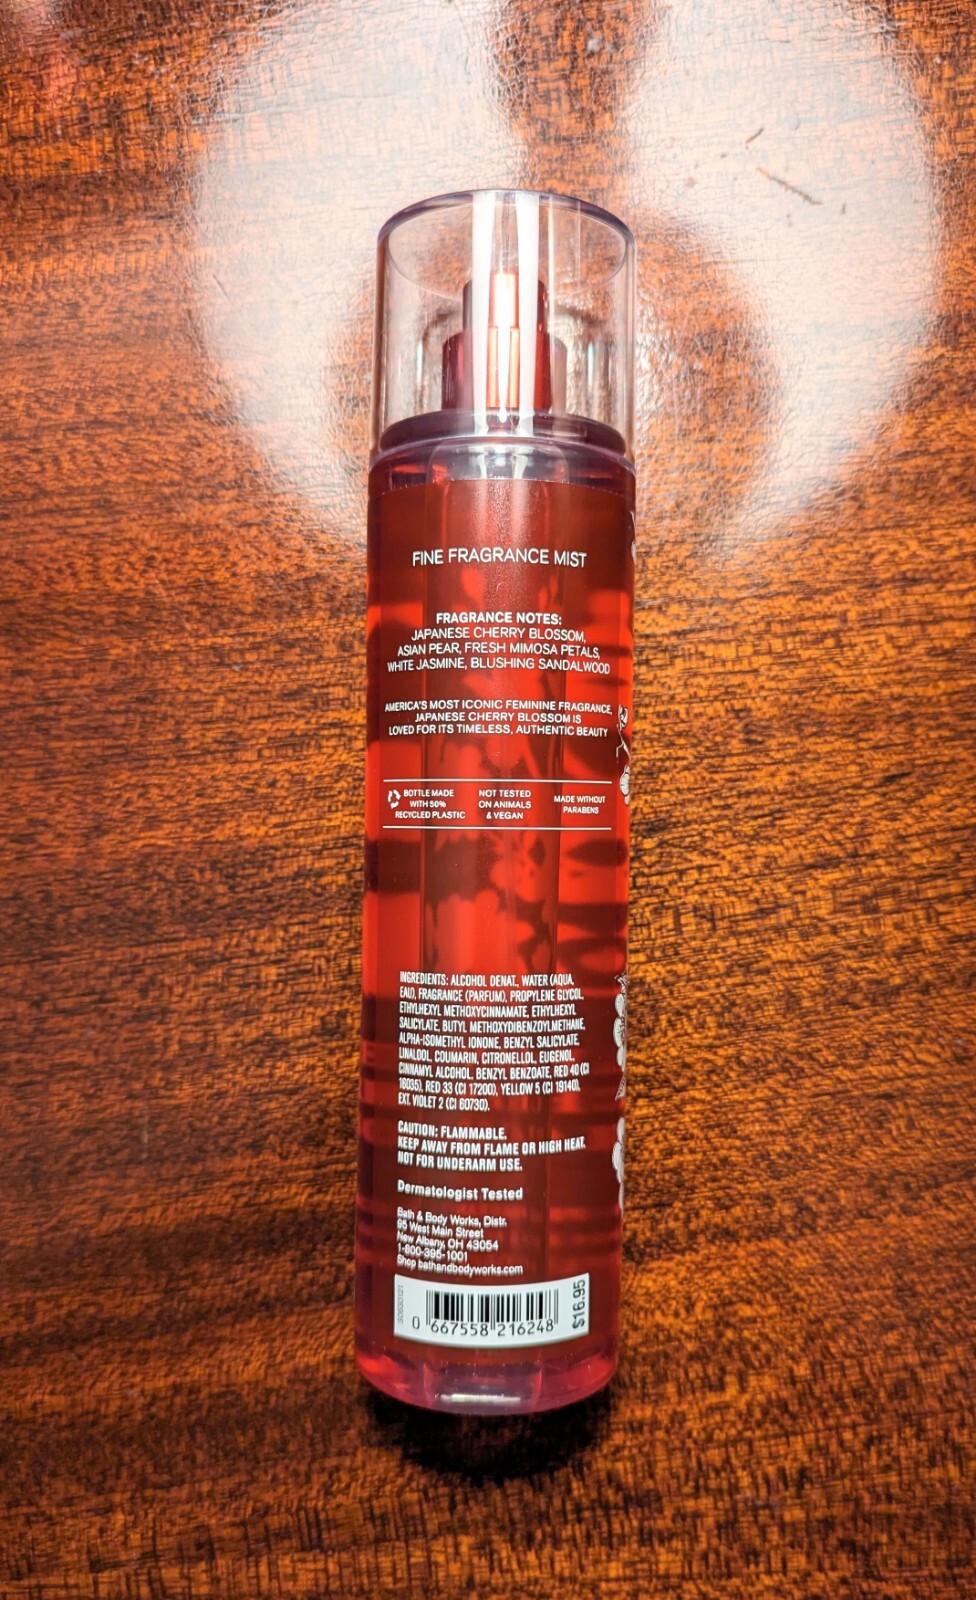 FINE FRAGRANCE MIST
FRAGRANCE NOTES:
JAPANESE CHERRY BLOSSOM,
ASIAN PEAR, FRESH MIMOSA PETALS,
WHITE JASMINE, BLUSHING SANDALWOOD
AMERICA'S MOST ICONIC FEMININE FRAGRANCE,
JAPANESE CHERRY BLOSSOM IS
LOVED FOR ITS TIMELESS, AUTHENTIC BEAUTY
BOTTLE MADE
WITH 50%
RECYCLED PLASTIC
NOT TESTED
ON ANIMALS
& VEGAN
MADE WITHOUT
PARABENS
INGREDIENTS: ALCOHOL DENAT., WATER (AQUA,
EAU), FRAGRANCE (PARFUM), PROPYLENE GLYCOL,
ETHYLHEXYL METHOXYCINNAMATE, ETHYLHEXYL
SALICYLATE, BUTYL METHOXYDIBENZOYLMETHANE,
ALPHA-ISOMETHYL IONONE, BENZYL SALICYLATE,
LINALOOL, COUMARIN, CITRONELLOL, EUGENOL,
CINNAMYL ALCOHOL, BENZYL BENZOATE, RED 40 (CI
16035), RED 33 (CI 17200), YELLOW 5 (CI 19140),
EXT. VIOLET 2 (CI 60730).
CAUTION: FLAMMABLE.
KEEP AWAY FROM FLAME OR HIGH HEAT.
NOT FOR UNDERARM USE.
Dermatologist Tested
Bath & Body Works, Distr.
95 West Main Street
New Albany, OH 43054
1-800-395-1001
Shop bathandbodyworks.com
0 667558 216248
$16.95